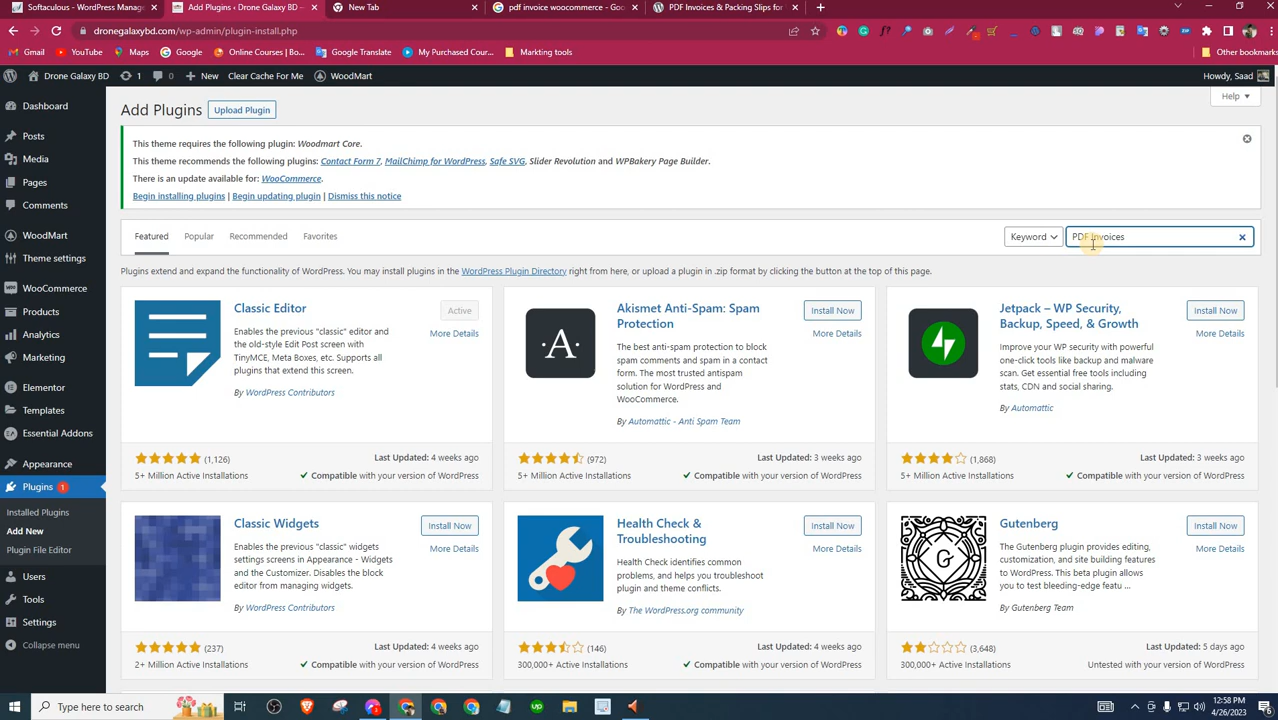 Softaculous - WordPress Manag
Add Plugins ‹ Drone Galaxy BD
New Tab
pdf invoice woocommerce - Goo
PDF Invoices & Packing Slips for
dronegalaxybd.com/wp-admin/plugin-install.php
Gmail YouTube Maps Google Google Translate My Purchased Cour... Markting tools Other bookmarks
Drone Galaxy BD 1 0 + New Clear Cache For Me WoodMart Howdy, Saad
Help ▼
Dashboard
Posts
Media
Pages
Comments
WoodMart
Theme settings
WooCommerce
Products
Analytics
Marketing
Elementor
Templates
Essential Addons
Appearance
Plugins 1
Installed Plugins
Add New
Plugin File Editor
Users
Tools
Settings
Collapse menu
Add Plugins Upload Plugin
This theme requires the following plugin: Woodmart Core.
This theme recommends the following plugins: Contact Form 7, MailChimp for WordPress, Safe SVG, Slider Revolution and WPBakery Page Builder.
There is an update available for: WooCommerce.
Begin installing plugins | Begin updating plugin | Dismiss this notice
Featured Popular Recommended Favorites Keyword PDF Invoices
Plugins extend and expand the functionality of WordPress. You may install plugins in the WordPress Plugin Directory right from here, or upload a plugin in .zip format by clicking the button at the top of this page.
Classic Editor
Active
More Details
Enables the previous "classic" editor and
the old-style Edit Post screen with
TinyMCE, Meta Boxes, etc. Supports all
plugins that extend this screen.
By WordPress Contributors
(1,126)
Last Updated: 4 weeks ago
5+ Million Active Installations
Compatible with your version of WordPress
A
Akismet Anti-Spam: Spam
Protection
Install Now
More Details
The best anti-spam protection to block
spam comments and spam in a contact
form. The most trusted antispam
solution for WordPress and
WooCommerce.
By Automattic - Anti Spam Team
(972)
Last Updated: 3 weeks ago
5+ Million Active Installations
Compatible with your version of WordPress
Jetpack – WP Security,
Backup, Speed, & Growth
Install Now
More Details
Improve your WP security with powerful
one-click tools like backup and malware
scan. Get essential free tools including
stats, CDN and social sharing.
By Automattic
(1,868)
Last Updated: 3 weeks ago
5+ Million Active Installations
Compatible with your version of WordPress
Classic Widgets
Install Now
More Details
Enables the previous "classic" widgets
settings screens in Appearance - Widgets
and the Customizer. Disables the block
editor from managing widgets.
By WordPress Contributors
(237)
Last Updated: 4 weeks ago
2+ Million Active Installations
Compatible with your version of WordPress
Health Check &
Troubleshooting
Install Now
More Details
Health Check identifies common
problems, and helps you troubleshoot
plugin and theme conflicts.
By The WordPress.org community
(146)
Last Updated: 4 weeks ago
300,000+ Active Installations
Compatible with your version of WordPress
G
Gutenberg
Install Now
More Details
The Gutenberg plugin provides editing,
customization, and site building features
to WordPress. This beta plugin allows
you to test bleeding-edge featu ...
By Gutenberg Team
(3,648)
Last Updated: 5 days ago
300,000+ Active Installations
Untested with your version of WordPress
Type here to search
12:58 PM
4/26/2023